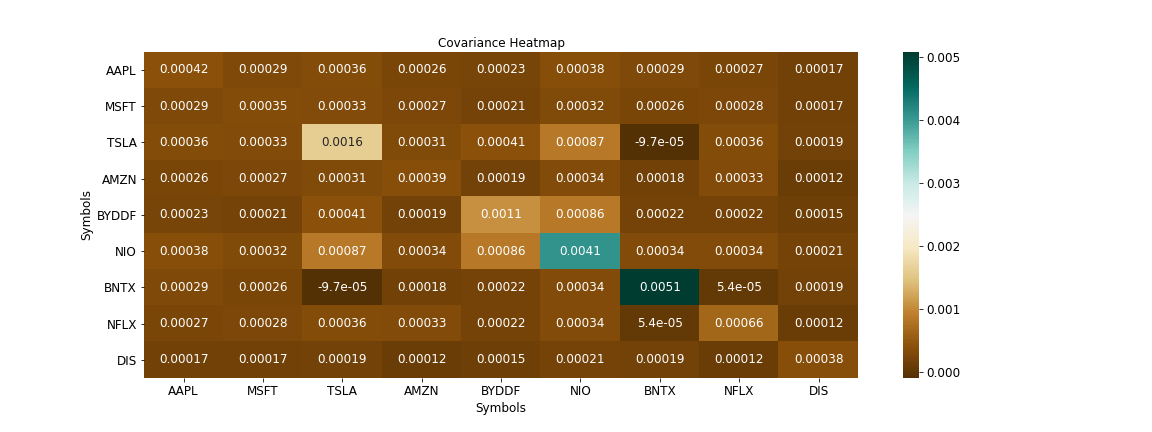 Covariance Heatmap
AAPL 0.00042 0.00029 0.00036 0.00026 0.00023 0.00038 0.00029 0.00027 0.00017
MSFT 0.00029 0.00035 0.00033 0.00027 0.00021 0.00032 0.00026 0.00028 0.00017
TSLA 0.00036 0.00033 0.0016 0.00031 0.00041 0.00087 -9.7e-05 0.00036 0.00019
AMZN 0.00026 0.00027 0.00031 0.00039 0.00019 0.00034 0.00018 0.00033 0.00012
BYDDF 0.00023 0.00021 0.00041 0.00019 0.0011 0.00086 0.00022 0.00022 0.00015
NIO 0.00038 0.00032 0.00087 0.00034 0.00086 0.0041 0.00034 0.00034 0.00021
BNTX 0.00029 0.00026 -9.7e-05 0.00018 0.00022 0.00034 0.0051 5.4e-05 0.00019
NFLX 0.00027 0.00028 0.00036 0.00033 0.00022 0.00034 5.4e-05 0.00066 0.00012
DIS 0.00017 0.00017 0.00019 0.00012 0.00015 0.00021 0.00019 0.00012 0.00038
AAPL MSFT TSLA AMZN BYDDF NIO BNTX NFLX DIS
Symbols
Symbols
0.005
0.004
0.003
0.002
0.001
0.000